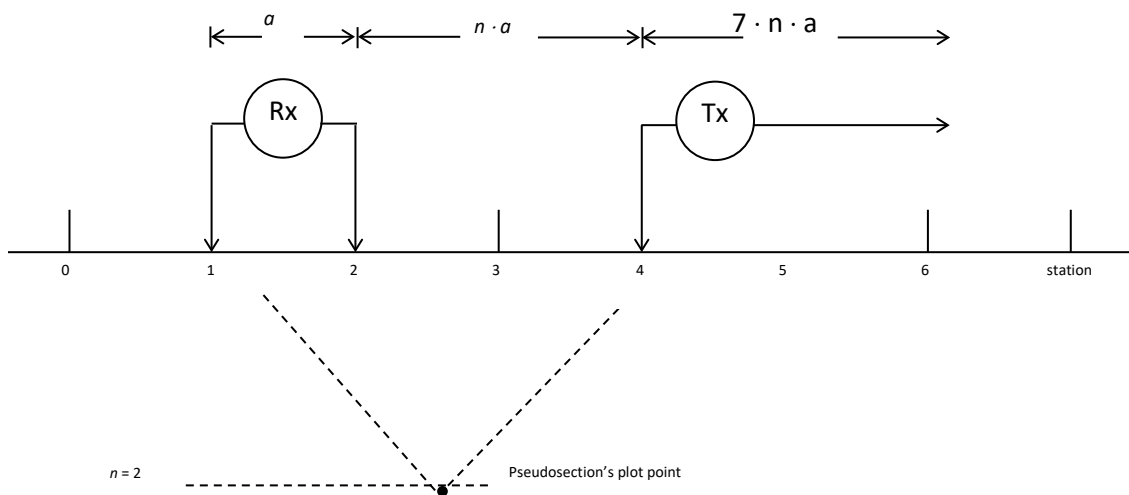 a n · a 7 · n · a
Rx Tx
0 1 2 3 4 5 6 station
n = 2 Pseudosection's plot point